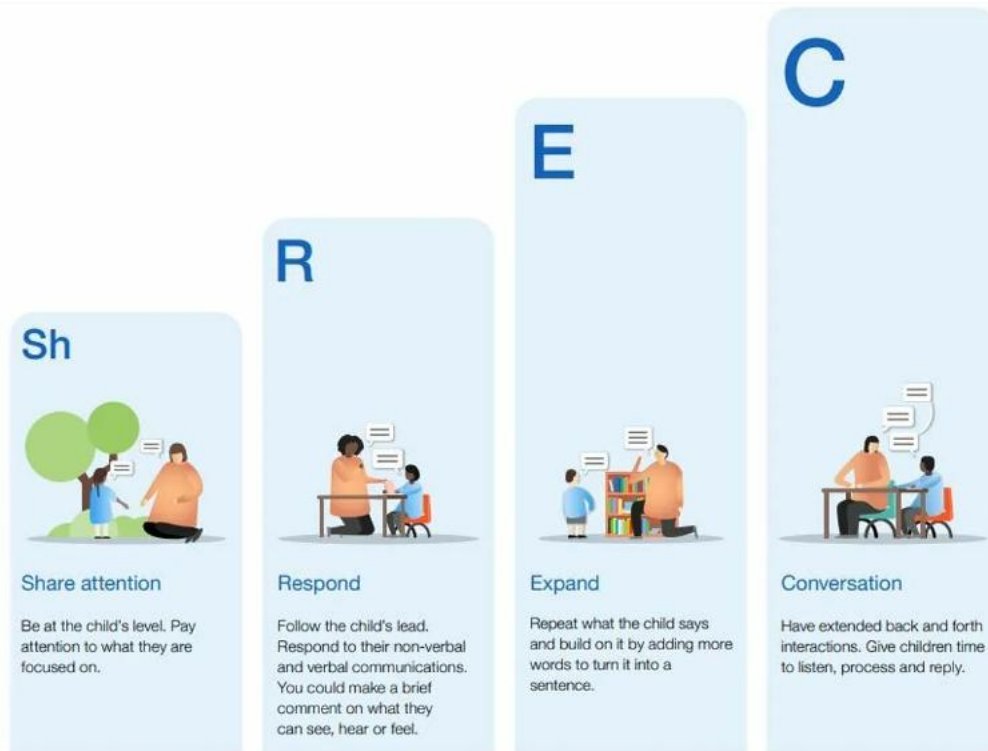 Sh
Share attention
Be at the child's level. Pay
attention to what they are
focused on.
R
Respond
Follow the child's lead.
Respond to their non-verbal
and verbal communications.
You could make a brief
comment on what they
can see, hear or feel.
E
Expand
Repeat what the child says
and build on it by adding more
words to turn it into a
sentence.
C
Conversation
Have extended back and forth
interactions. Give children time
to listen, process and reply.